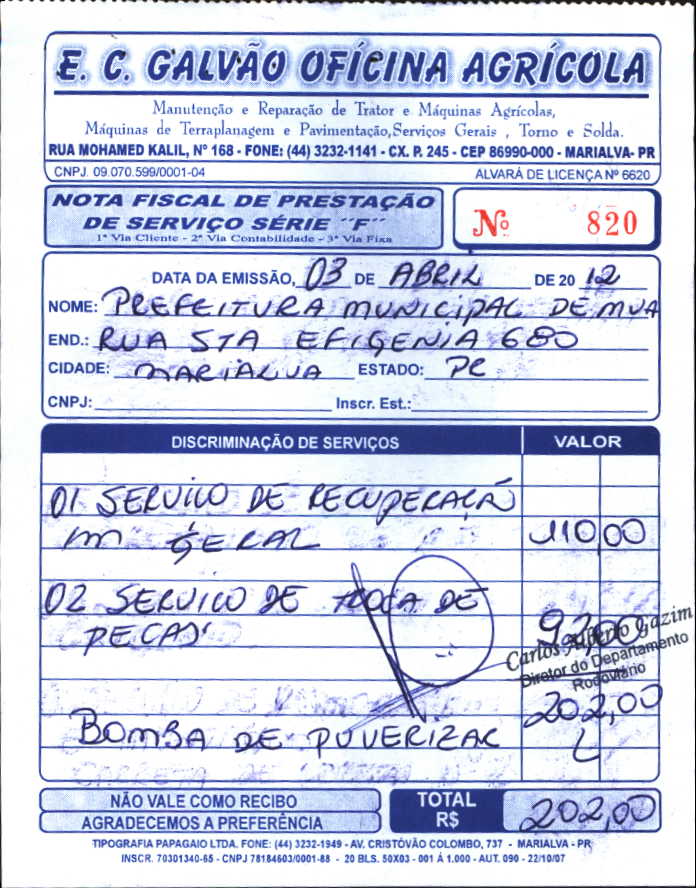 E. C. GALVÃO OFÍCINA AGRÍCOLA
Manutenção e Reparação de Trator e Máquinas Agrícolas,
Máquinas de Terraplanagem e Pavimentação,Serviços Gerais , Torno e Solda.
RUA MOHAMED KALIL, Nº 168 - FONE: (44) 3232-1141 - CX. P. 245 - CEP 86990-000 - MARIALVA- PR
CNPJ. 09.070.599/0001-04 ALVARÁ DE LICENÇA Nº 6620
NOTA FISCAL DE PRESTAÇÃO
DE SERVIÇO SÉRIE ´´F´´
1ª Via Cliente - 2ª Via Contabilidade - 3ª Via Fixa
Nº 820
DATA DA EMISSÃO, 03 DE ABRIL DE 20 12
NOME: PREFEITURA MUNICIPAL DE MVA
END.: RUA STA EFIGENIA 680
CIDADE: MARIALVA ESTADO: PR
CNPJ: Inscr. Est.:
DISCRIMINAÇÃO DE SERVIÇOS VALOR
01 SERVIÇO DE RECUPERAÇÃO
EM GERAL 110,00
02 SERVIÇO DE TROCA DE
PEÇAS 92,00
Carlos Alberto Gazim
Diretor do Departamento
Rodoviário
202,00
BOMBA DE PUVERIZAC
NÃO VALE COMO RECIBO
AGRADECEMOS A PREFERÊNCIA
TOTAL
R$ 202,00
TIPOGRAFIA PAPAGAIO LTDA. FONE: (44) 3232-1949 - AV. CRISTÓVÃO COLOMBO, 737 - MARIALVA - PR
INSCR. 70301340-65 - CNPJ 78184603/0001-88 - 20 BLS. 50X03 - 001 Á 1.000 - AUT. 090 - 22/10/07